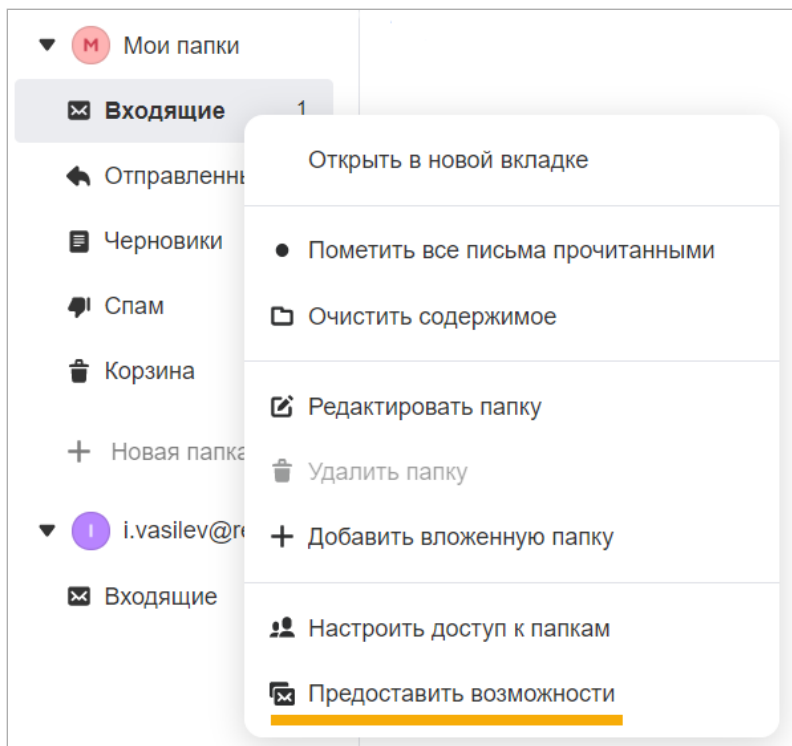 М Мои папки
Входящие 1
Открыть в новой вкладке
Отправленн
Черновики
Пометить все письма прочитанными
Спам
Очистить содержимое
Корзина
Редактировать папку
Новая папка
Удалить папку
I i.vasilev@re
Добавить вложенную папку
Входящие
Настроить доступ к папкам
Предоставить возможности